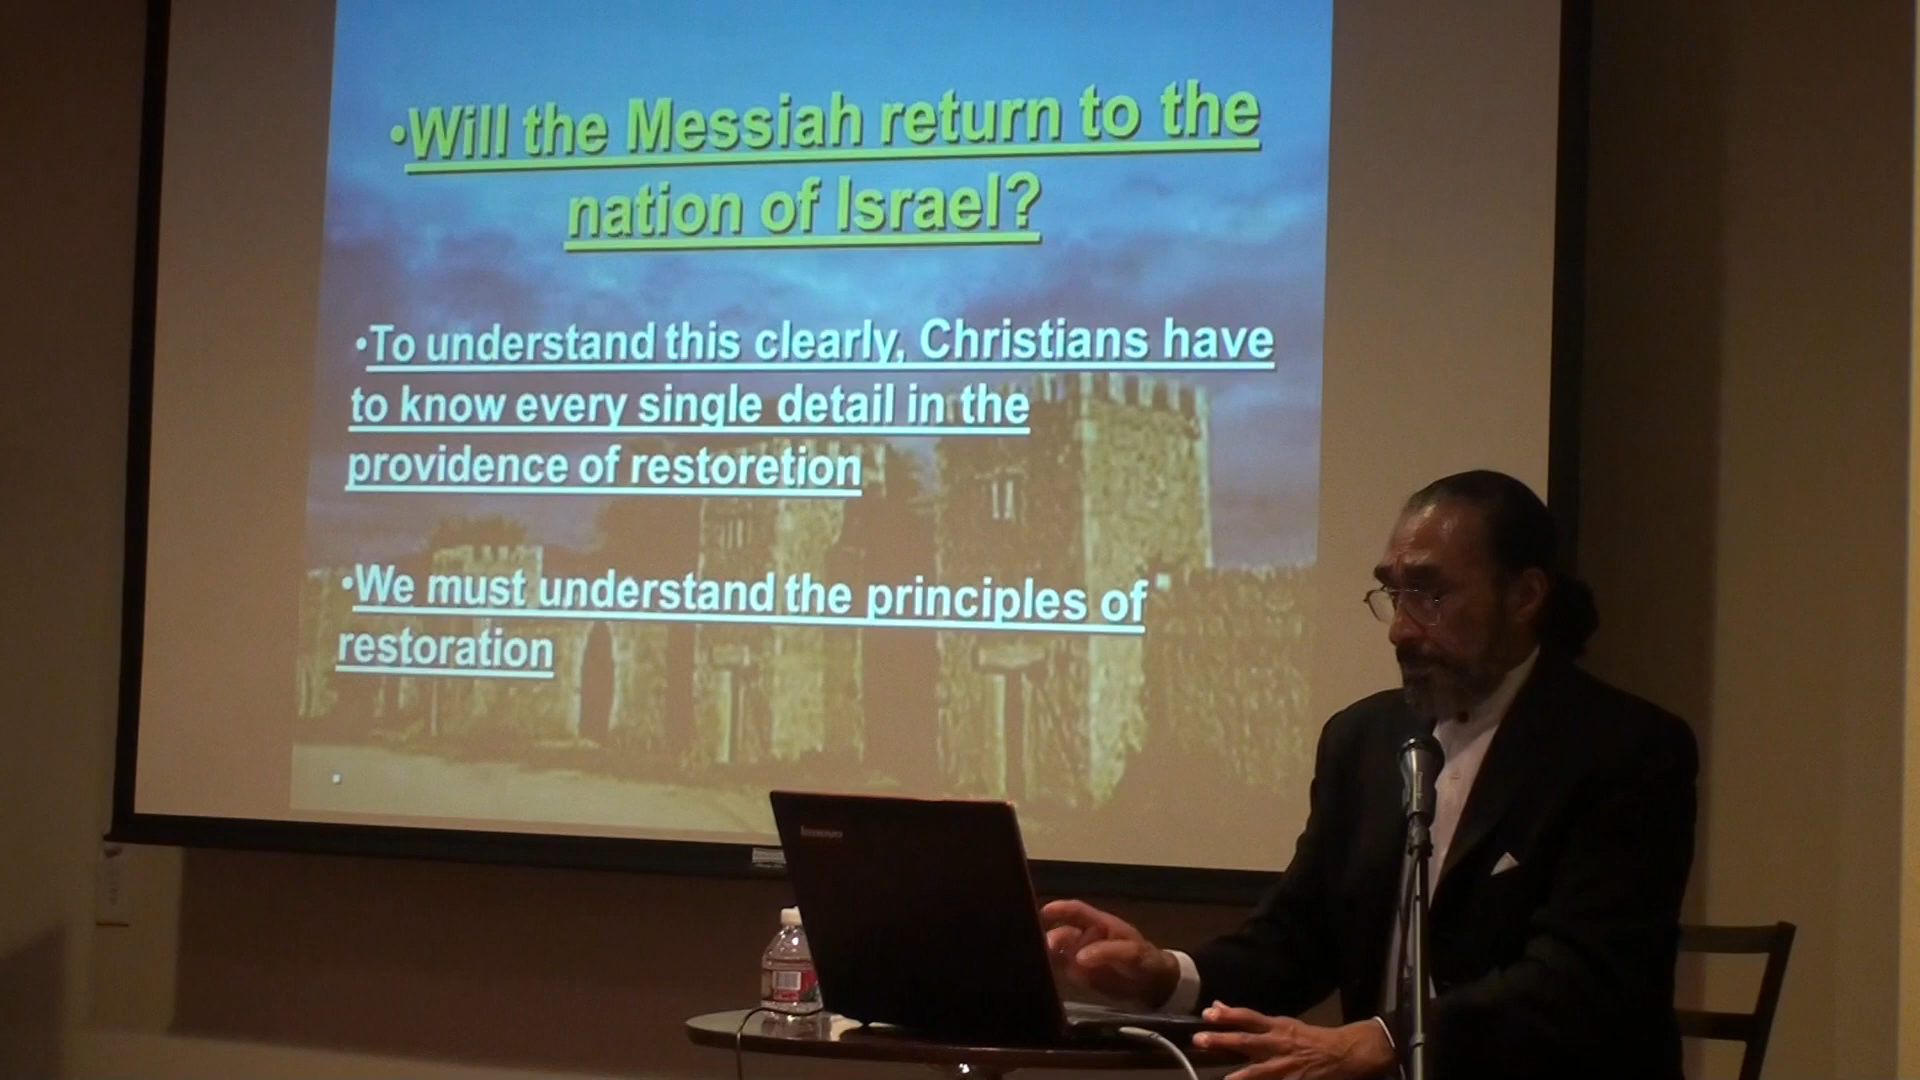 •Will the Messiah return to the
nation of Israel?
•To understand this clearly, Christians have
to know every single detail in the
providence of restoretion
•We must understand the principles of
restoration
lenovo